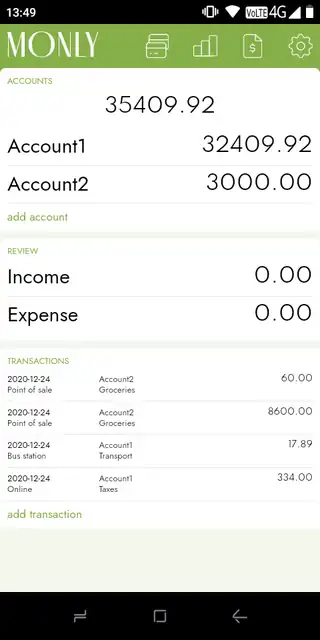 13:49 VoLTE 4G
MONLY
ACCOUNTS
35409.92
Account1 32409.92
Account2 3000.00
add account
REVIEW
Income 0.00
Expense 0.00
TRANSACTIONS
2020-12-24 Account2 60.00
Point of sale Groceries
2020-12-24 Account2 8600.00
Point of sale Groceries
2020-12-24 Account1 17.89
Bus station Transport
2020-12-24 Account1 334.00
Online Taxes
add transaction